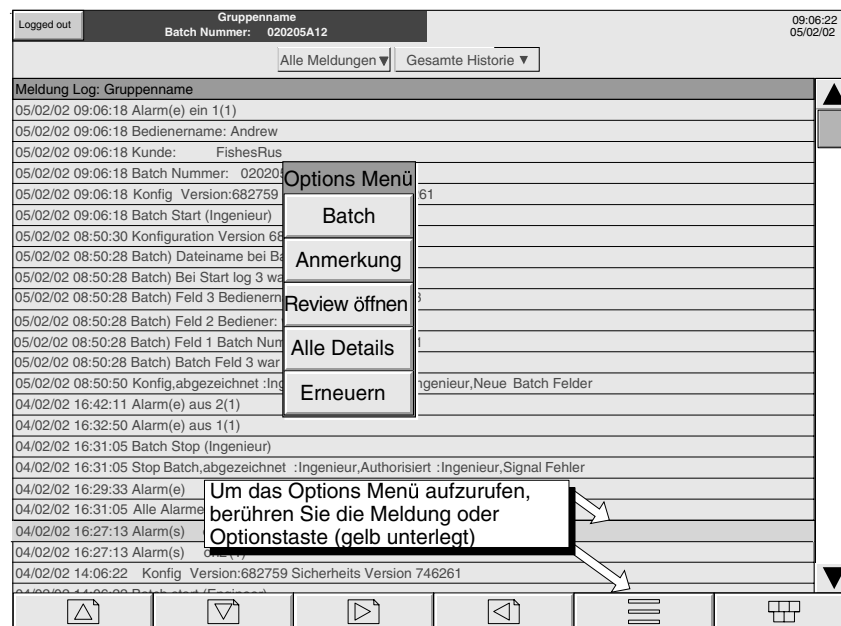 Logged out
Gruppenname
Batch Nummer: 020205A12
09:06:22
05/02/02
Alle Meldungen ▼
Gesamte Historie ▼
Meldung Log: Gruppenname
05/02/02 09:06:18 Alarm(e) ein 1(1)
05/02/02 09:06:18 Bedienername: Andrew
05/02/02 09:06:18 Kunde: FishesRus
05/02/02 09:06:18 Batch Nummer: 02020
05/02/02 09:06:18 Konfig Version:682759 61
05/02/02 09:06:18 Batch Start (Ingenieur)
05/02/02 08:50:30 Konfiguration Version 68
05/02/02 08:50:28 Batch) Dateiname bei Ba
05/02/02 08:50:28 Batch) Bei Start log 3 wa
05/02/02 08:50:28 Batch) Feld 3 Bedienern
05/02/02 08:50:28 Batch) Feld 2 Bediener:
05/02/02 08:50:28 Batch) Feld 1 Batch Num
05/02/02 08:50:28 Batch) Batch Feld 3 war
05/02/02 08:50:50 Konfig,abgezeichnet :Ing ngenieur,Neue Batch Felder
04/02/02 16:42:11 Alarm(e) aus 2(1)
04/02/02 16:32:50 Alarm(e) aus 1(1)
04/02/02 16:31:05 Batch Stop (Ingenieur)
04/02/02 16:31:05 Stop Batch,abgezeichnet :Ingenieur,Authorisiert :Ingenieur,Signal Fehler
04/02/02 16:29:33 Alarm(e)
04/02/02 16:31:05 Alle Alarme
04/02/02 16:27:13 Alarm(s)
04/02/02 16:27:13 Alarm(s)
04/02/02 14:06:22 Konfig Version:682759 Sicherheits Version 746261
Options Menü
Batch
Anmerkung
Review öffnen
Alle Details
Erneuern
Um das Options Menü aufzurufen,
berühren Sie die Meldung oder
Optionstaste (gelb unterlegt)